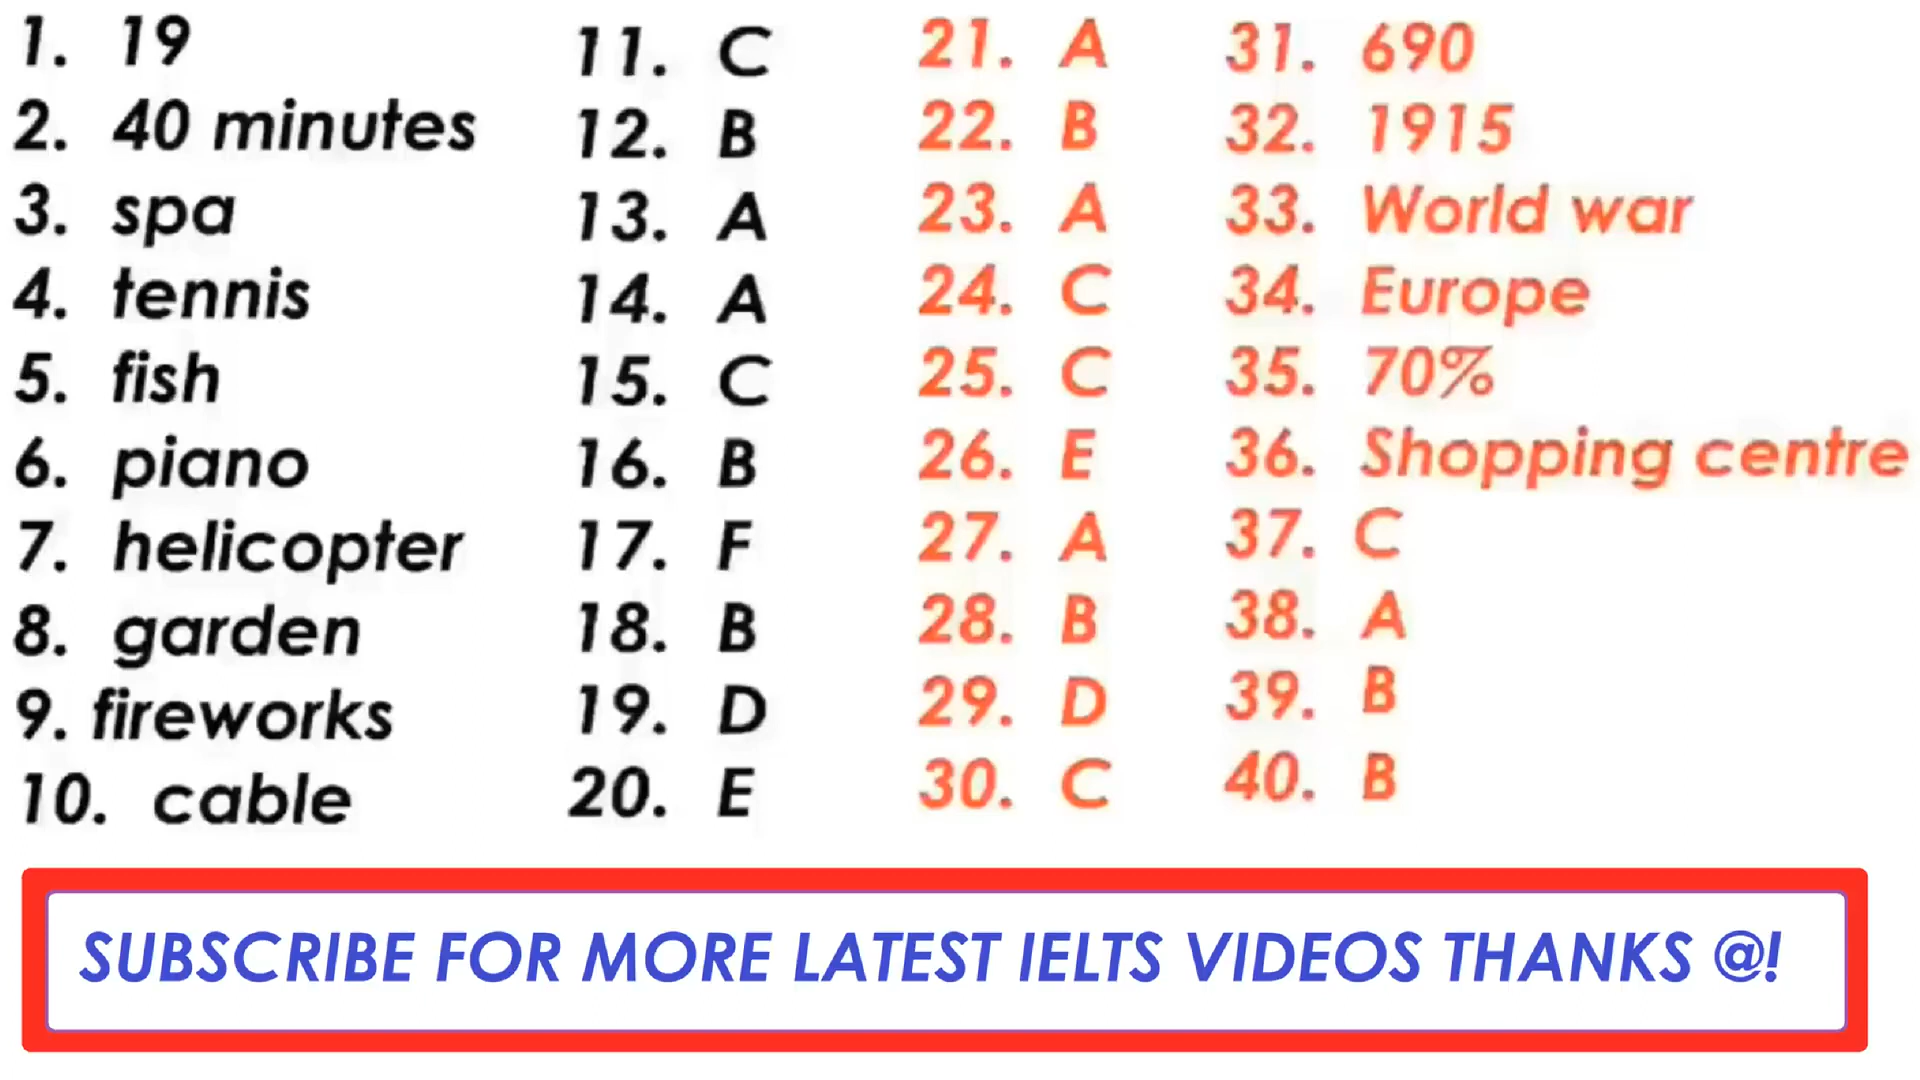 1. 19
2. 40 minutes
3. spa
4. tennis
5. fish
6. piano
7. helicopter
8. garden
9. fireworks
10. cable
11. C
12. B
13. A
14. A
15. C
16. B
17. F
18. B
19. D
20. E
21. A
22. B
23. A
24. C
25. C
26. E
27. A
28. B
29. D
30. C
31. 690
32. 1915
33. World war
34. Europe
35. 70%
36. Shopping centre
37. C
38. A
39. B
40. B
SUBSCRIBE FOR MORE LATEST IELTS VIDEOS THANKS @!